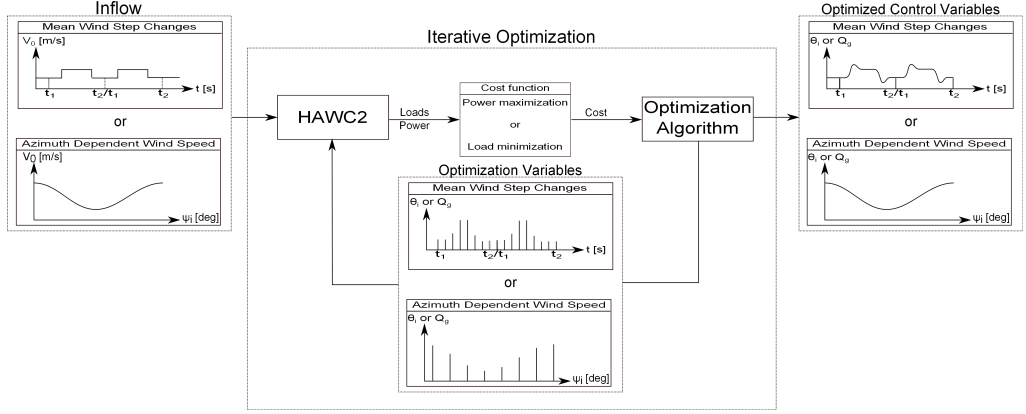 Inflow
Mean Wind Step Changes
V₀ [m/s]
t [s]
t₁
t₂/t₁
t₂
or
Azimuth Dependent Wind Speed
V0 [m/s]
ψi [deg]
Iterative Optimization
HAWC2
Loads
Power
Cost function
Power maximization
or
Load minimization
Cost
Optimization
Algorithm
Optimization Variables
Mean Wind Step Changes
θi or Qg
t [s]
t₁
t₂/t₁
t₂
or
Azimuth Dependent Wind Speed
θi or Qg
ψi [deg]
Optimized Control Variables
Mean Wind Step Changes
θi or Qg
t [s]
t₁
t₂/t₁
t₂
or
Azimuth Dependent Wind Speed
θi or Qg
ψi [deg]